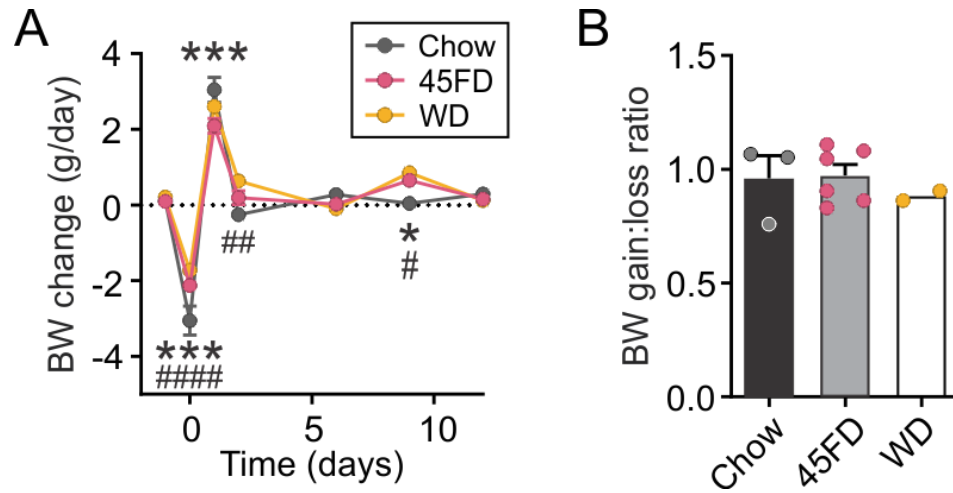 A
BW change (g/day)
4
2
0
-2
-4
***
##
*
#
***
####
0
5
10
Time (days)
Chow
45FD
WD
B
BW gain:loss ratio
1.5
1.0
0.5
0.0
Chow
45FD
WD